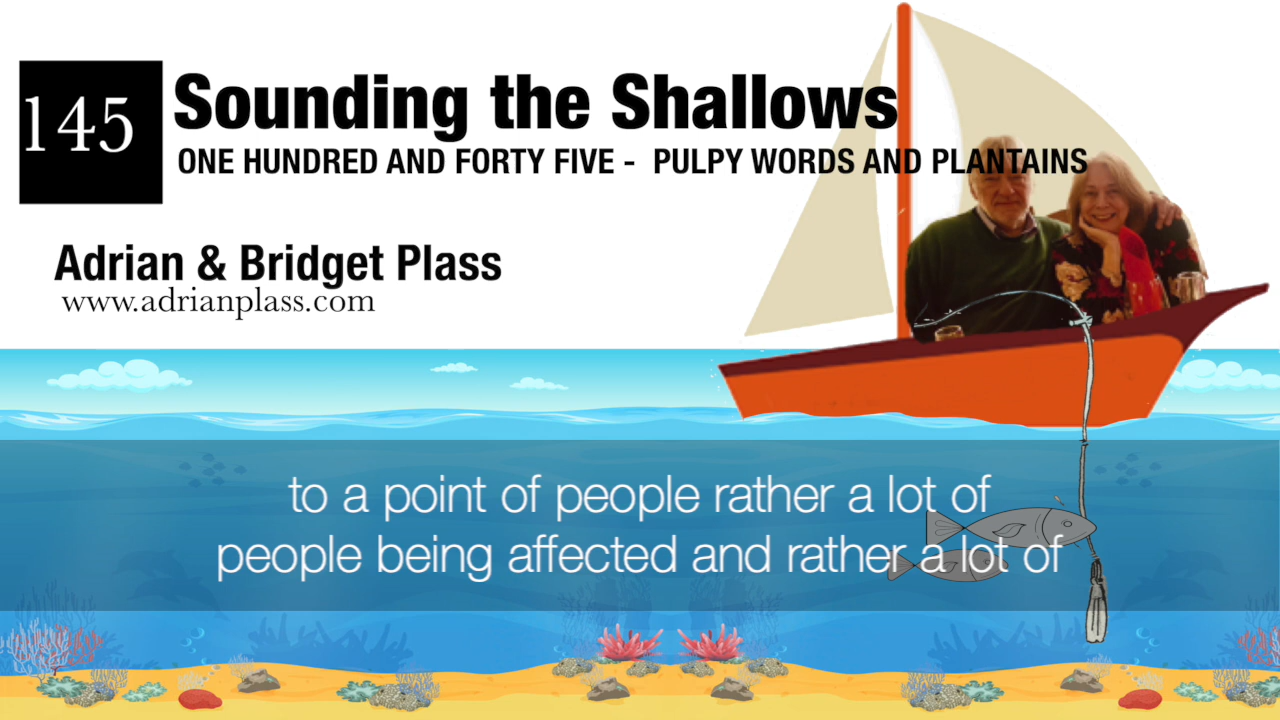 145
Sounding the Shallows
ONE HUNDRED AND FORTY FIVE - PULPY WORDS AND PLANTAINS
Adrian & Bridget Plass
www.adrianplass.com
to a point of people rather a lot of
people being affected and rather a lot of